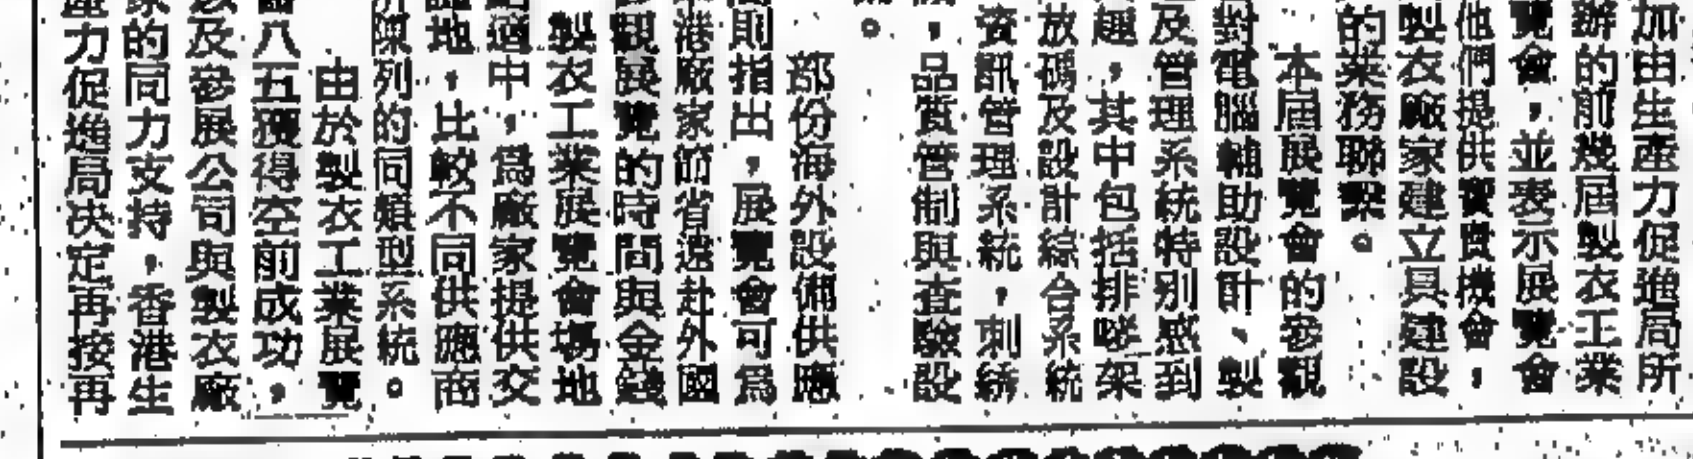 加由生產力促進局所
辦的前幾屆製衣工業
覽會，並表示展覽會
他們提供寶貴機會，
製衣廠家建立具建設
的業務聯繫。
本屆展覽會的參觀
對電腦輔助設計、製
及管理系統特別感到
趣，其中包括排嘜架
放碼及設計綜合系統
資訊管理系統，刺綉
，品質管制與查驗設
。
部份海外設備供應
則指出，展覽會可爲
港廠家節省遠赴外國
觀展覽的時間與金錢
製衣工業展覽會場地
適中，爲廠家提供交
地，比較不同供應商
陳列的同類型系統。
由於製衣工業展覽
八五獲得空前成功，
及參展公司與製衣廠
的同力支持，香港生
力促進局决定再接再